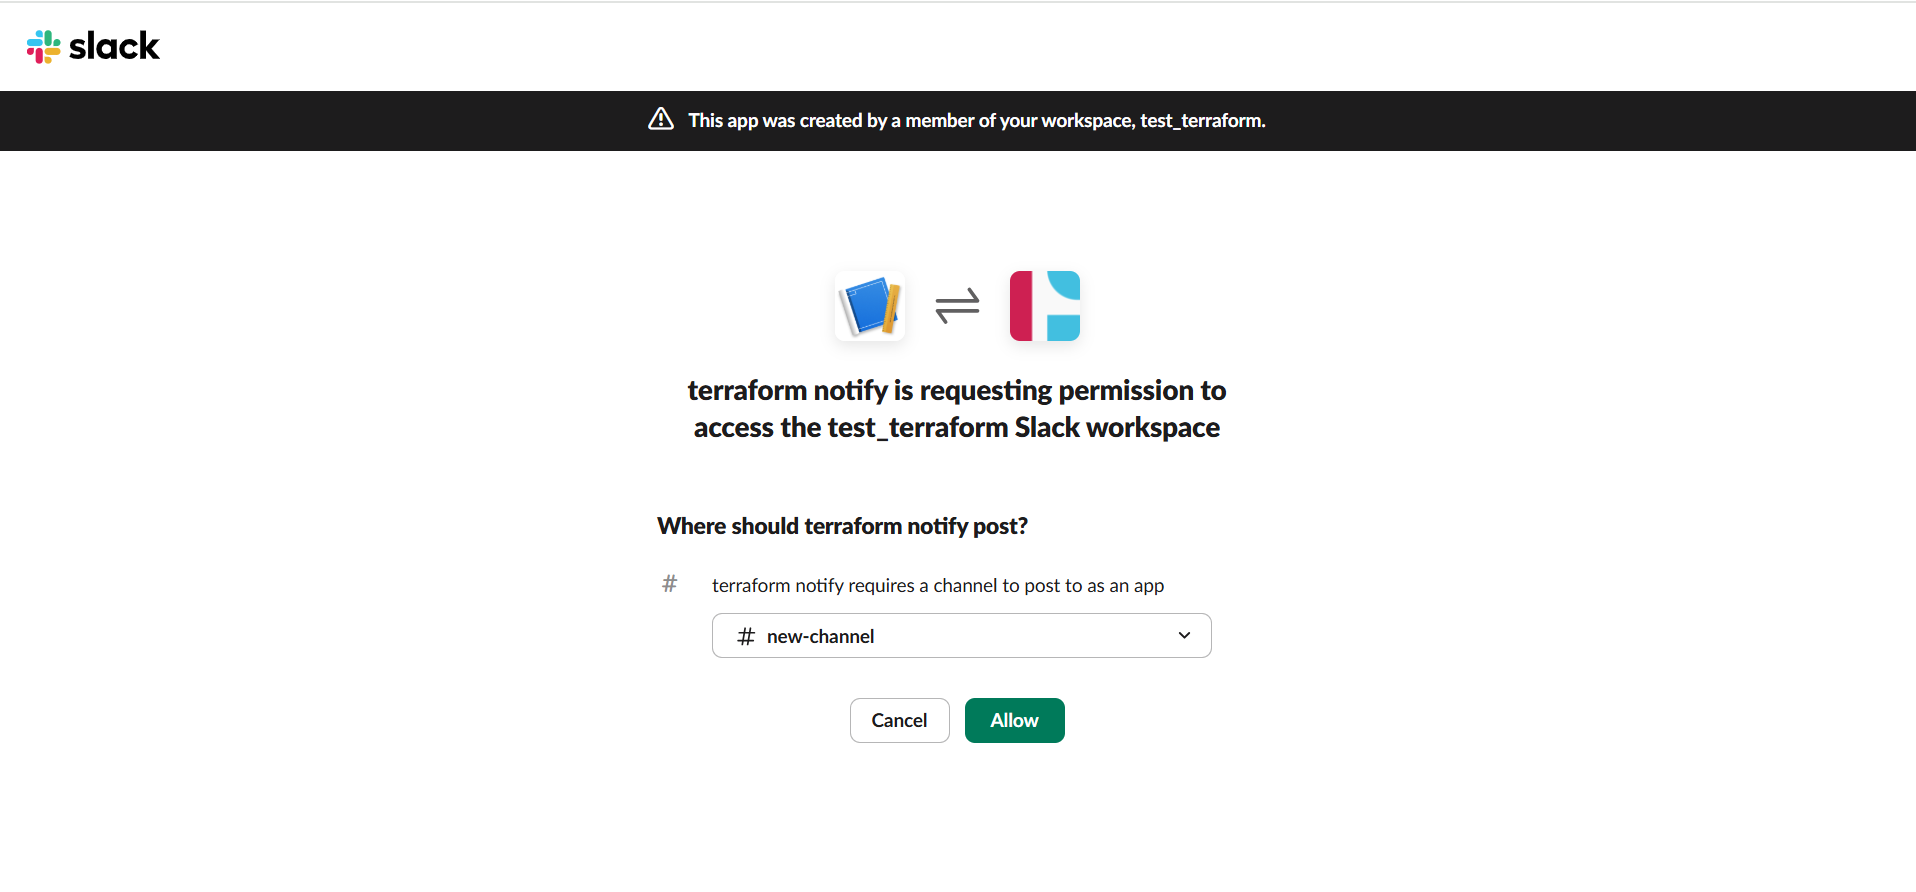 slack
This app was created by a member of your workspace, test_terraform.
terraform notify is requesting permission to
access the test_terraform Slack workspace
Where should terraform notify post?
# terraform notify requires a channel to post to as an app
# new-channel
Cancel Allow